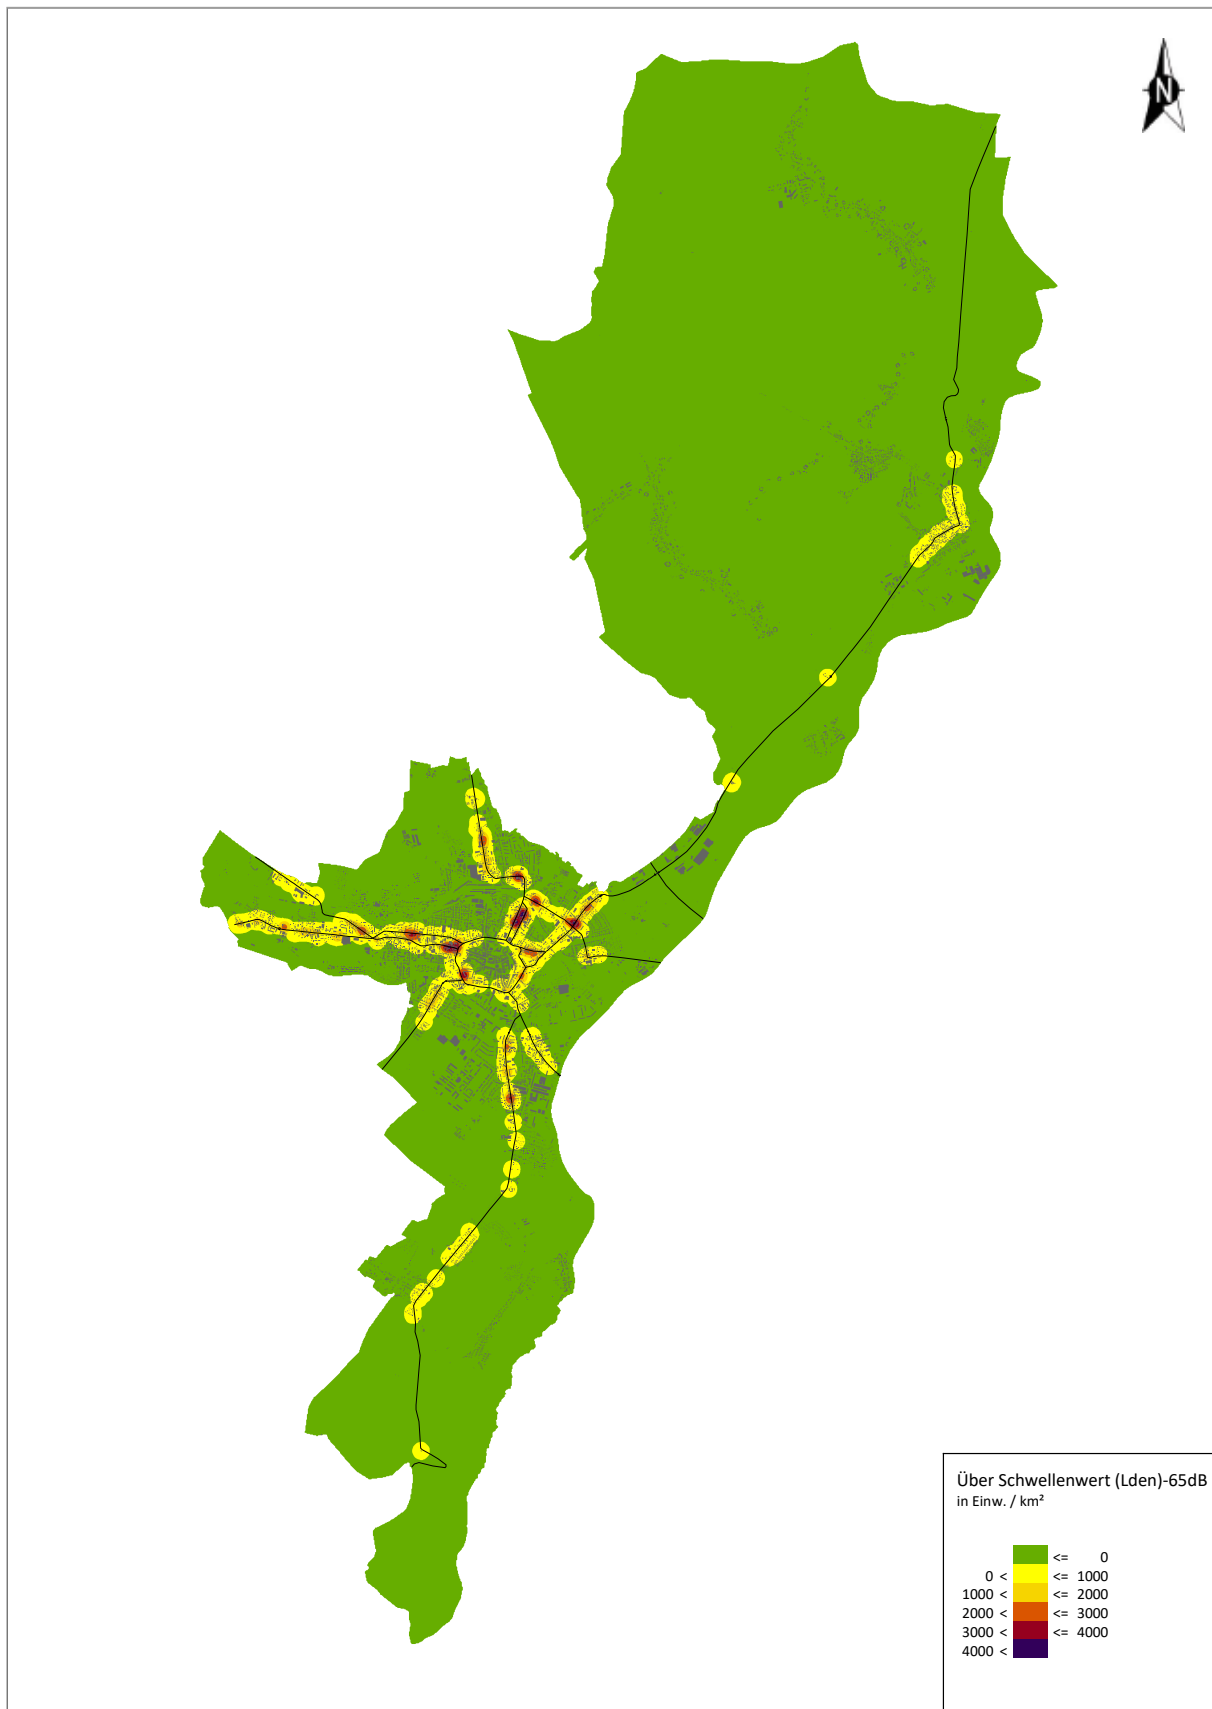 N
Über Schwellenwert (Lden)-65dB
in Einw. / km²
<= 0
0 < <= 1000
1000 < <= 2000
2000 < <= 3000
3000 < <= 4000
4000 <